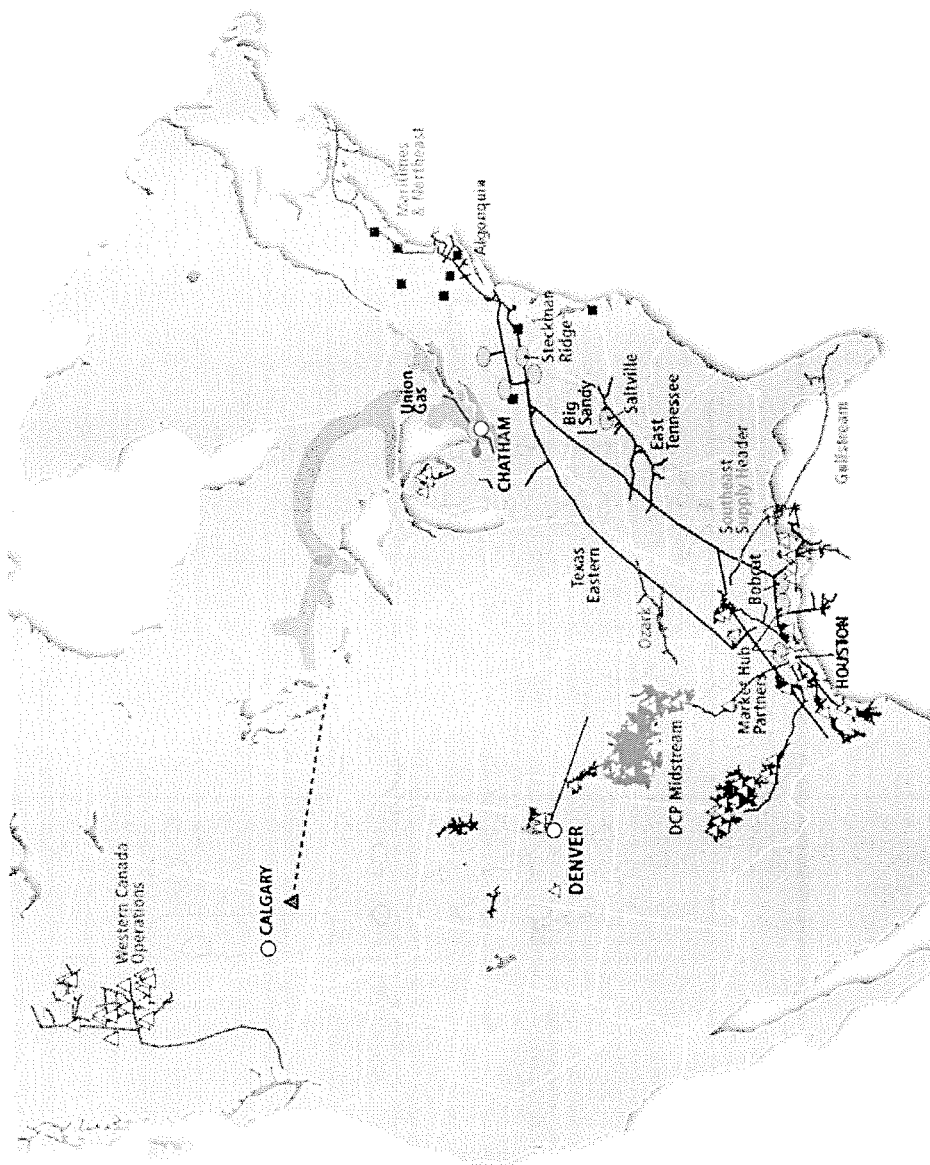 Western Canada
Operations
CALGARY
Union
Gas
CHATHAM
Maritimes
& Northeast
Algonquin
Steckman
Ridge
Big
Sandy
Saltville
East
Tennessee
Texas
Eastern
Ozark
DENVER
DCP Midstream
Market Hub
Partners
Bobcat
Southeast
Supply Header
Gulfstream
HOUSTON